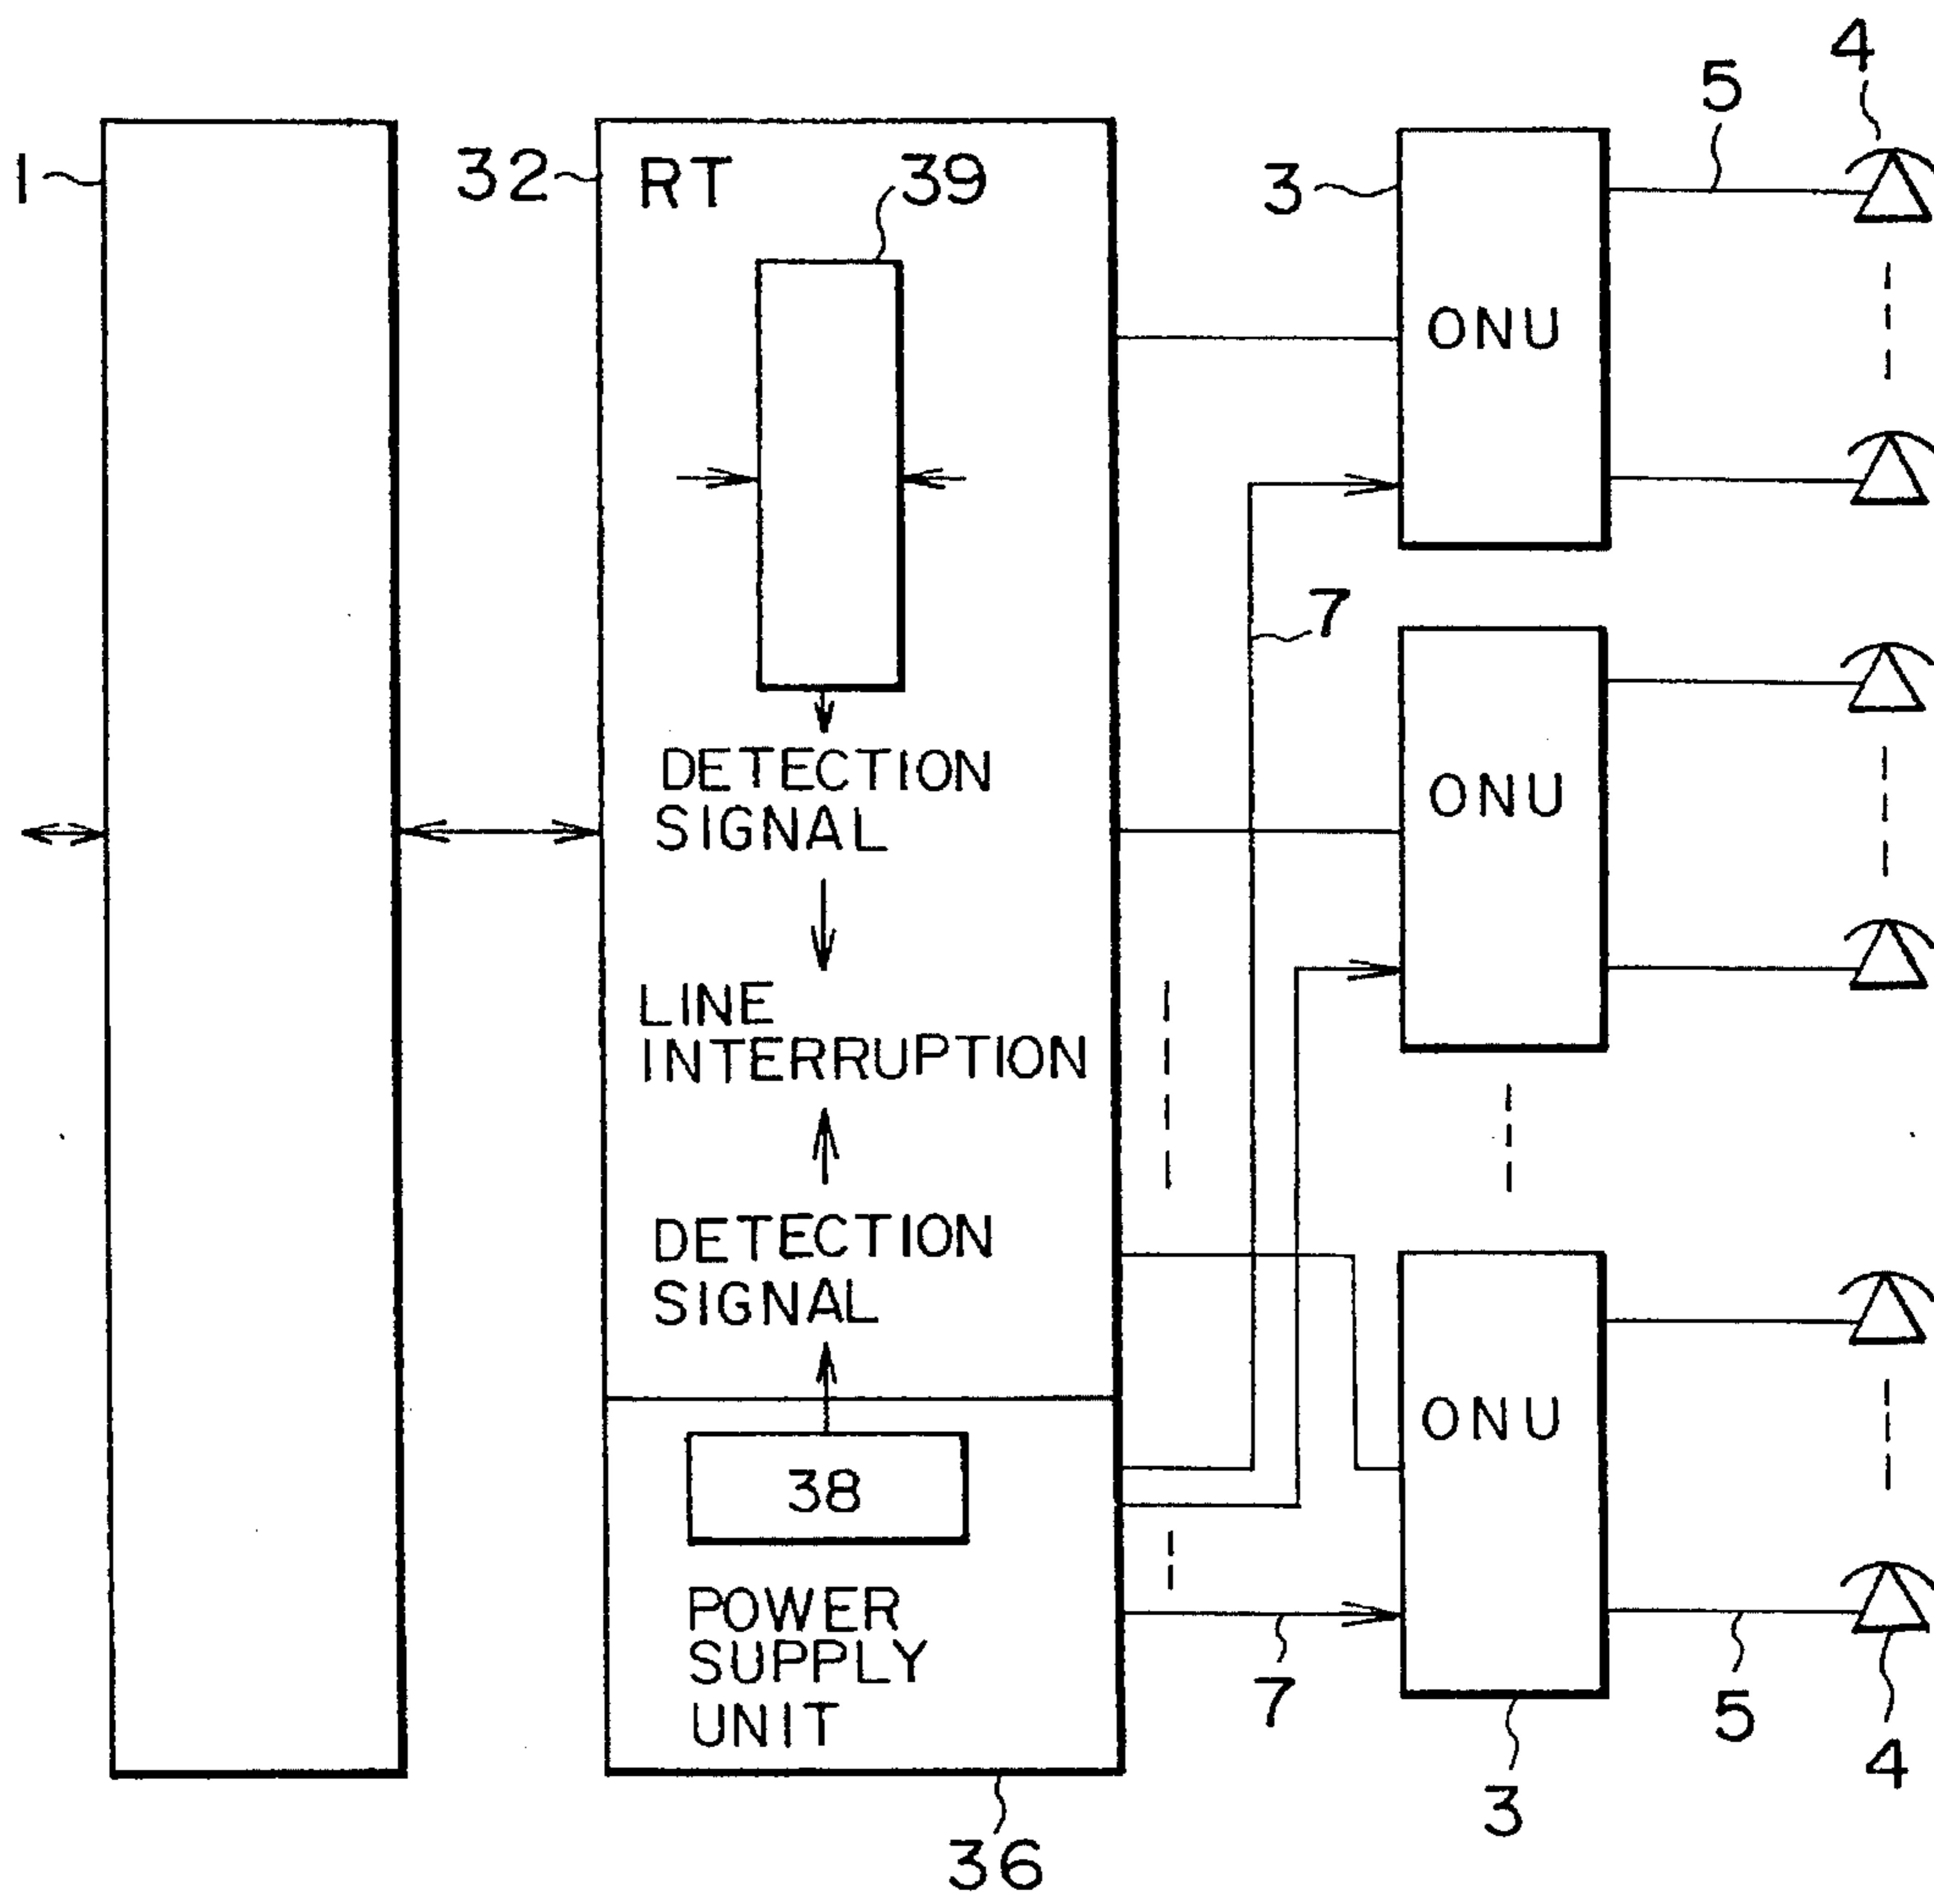 4
5
1
32
RT
39
3
ONU
7
ONU
DETECTION
SIGNAL
LINE
INTERRUPTION
DETECTION
SIGNAL
ONU
38
POWER
SUPPLY
UNIT
7
5
4
3
36